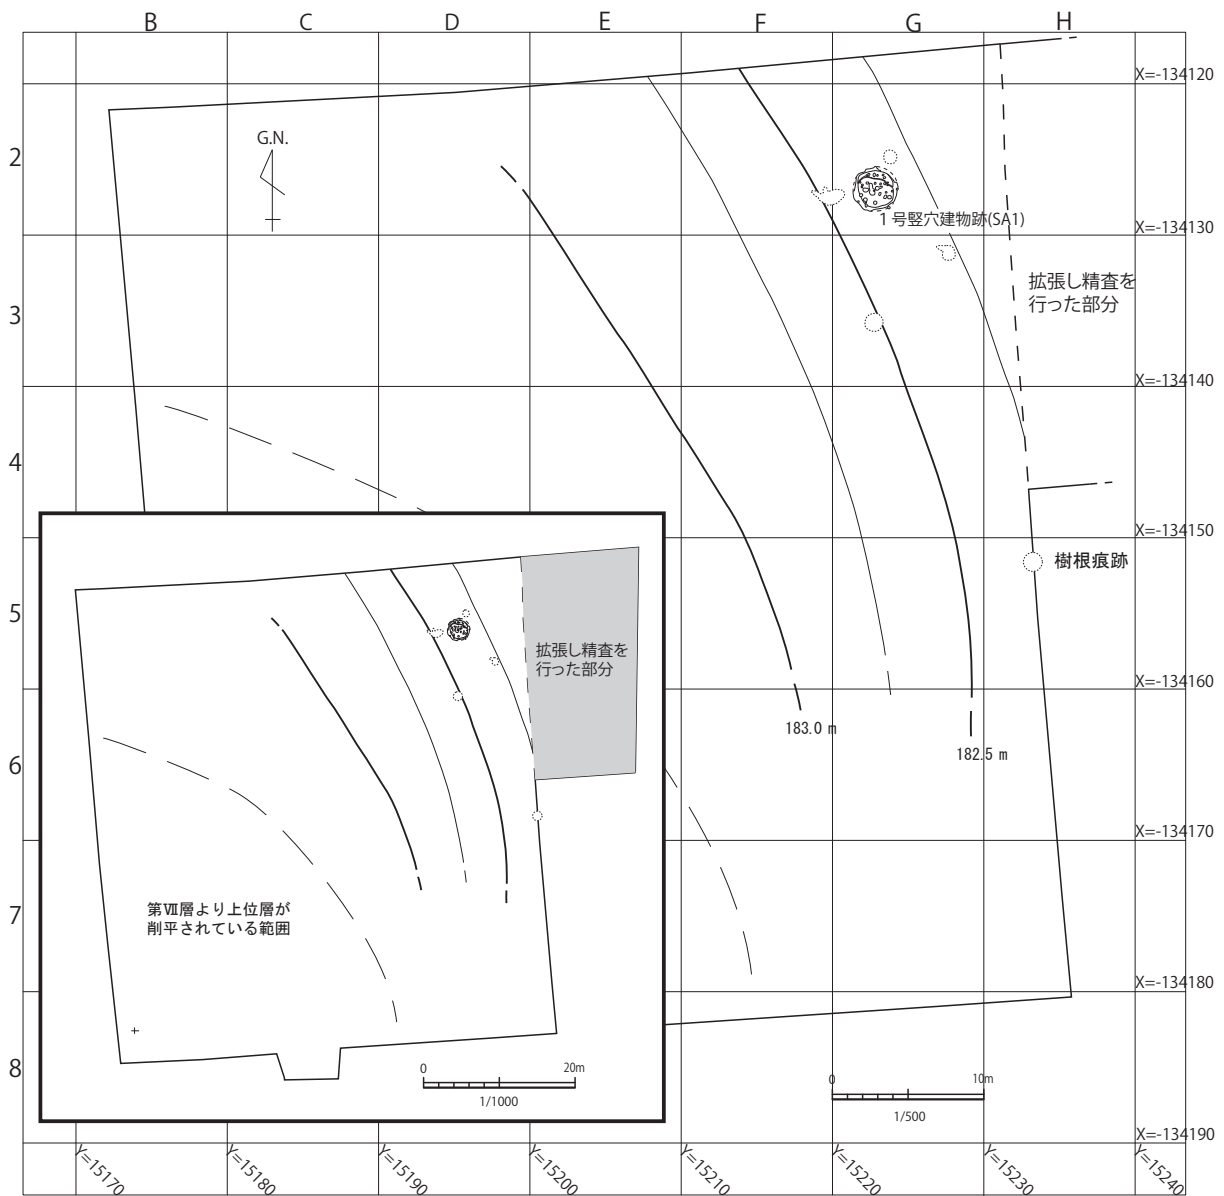 B C D E F G H
X=-134120
G.N.
2
1号竪穴建物跡(SA1)
X=-134130
拡張し精査を
行った部分
3
X=-134140
4
X=-134150
樹根痕跡
5
拡張し精査を
行った部分
X=-134160
183.0 m
182.5 m
6
X=-134170
第Ⅶ層より上位層が
削平されている範囲
7
X=-134180
8
0 20m
1/1000
0 10m
1/500
X=-134190
Y=15170
Y=15180
Y=15190
Y=15200
Y=15210
Y=15220
Y=15230
Y=15240